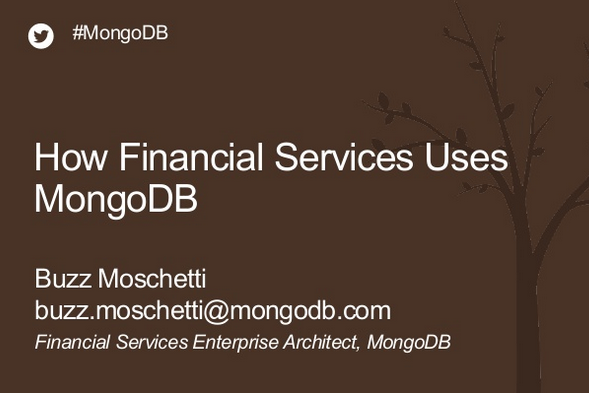 #MongoDB
How Financial Services Uses
MongoDB
Buzz Moschetti
buzz.moschetti@mongodb.com
Financial Services Enterprise Architect, MongoDB